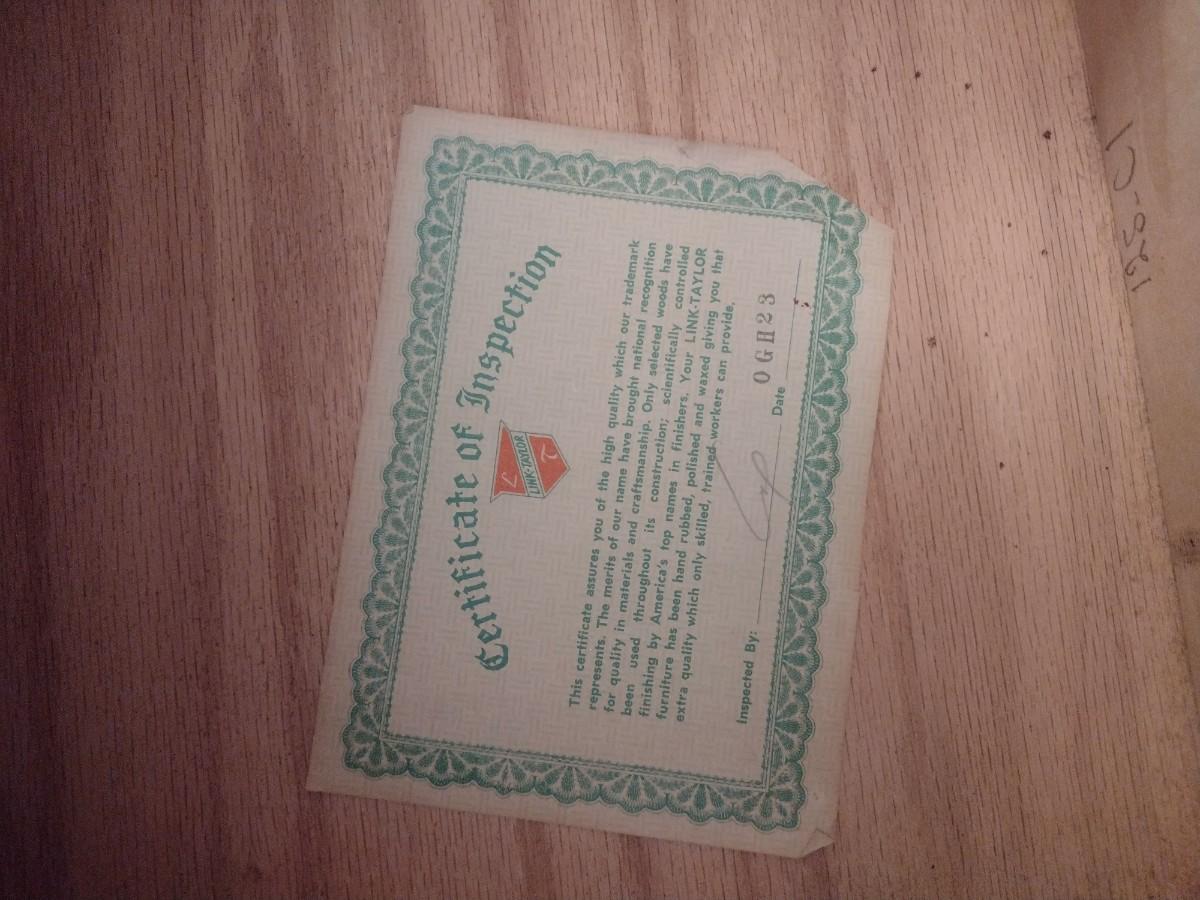 Certificate of Inspection
L
LINK-TAYLOR
T
This certificate assures you of the high quality which our trademark
represents. The merits of our name have brought national recognition
for quality in materials and craftsmanship. Only selected woods have
been used throughout its construction; scientifically controlled
finishing by America's top names in finishers. Your LINK-TAYLOR
furniture has been hand rubbed, polished and waxed giving you that
extra quality which only skilled, trained workers can provide.
OGH23
Inspected By: Date